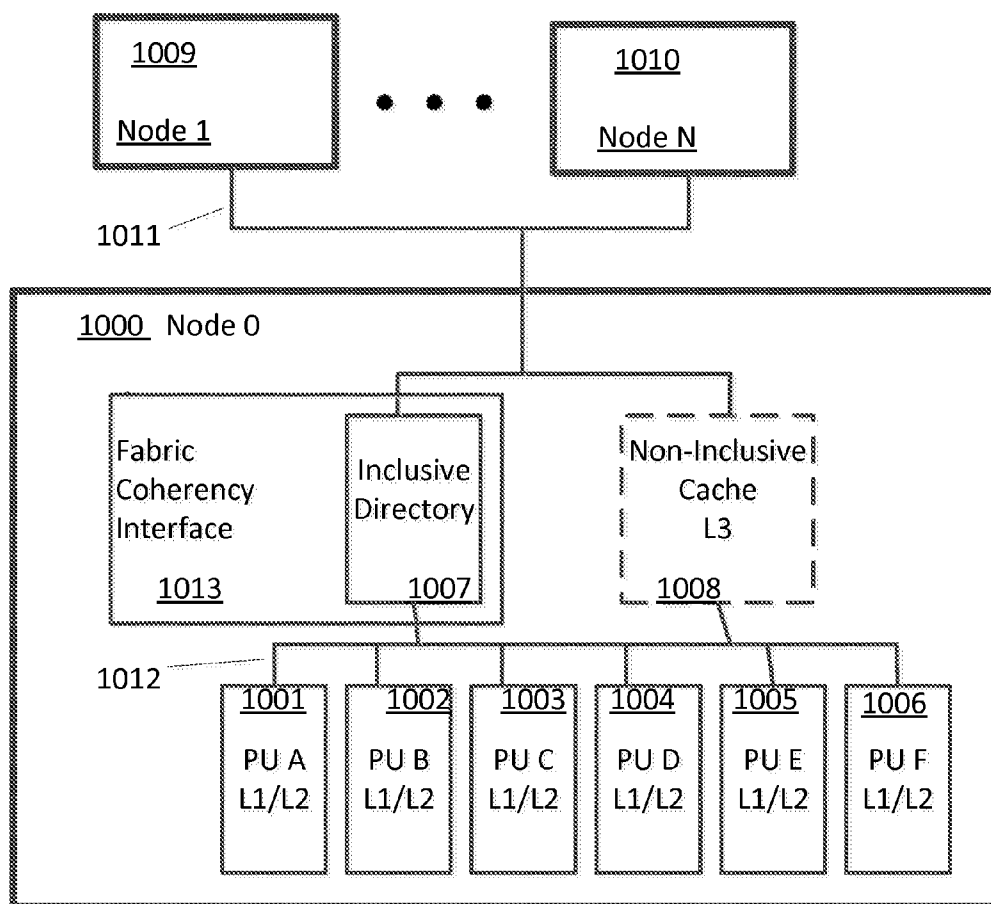 1009
Node 1
1010
Node N
1011
1000 Node 0
Fabric
Coherency
Interface
1013
Inclusive
Directory
1007
Non-Inclusive
Cache
L3
1008
1012
1001
PU A
L1/L2
1002
PU B
L1/L2
1003
PU C
L1/L2
1004
PU D
L1/L2
1005
PU E
L1/L2
1006
PU F
L1/L2